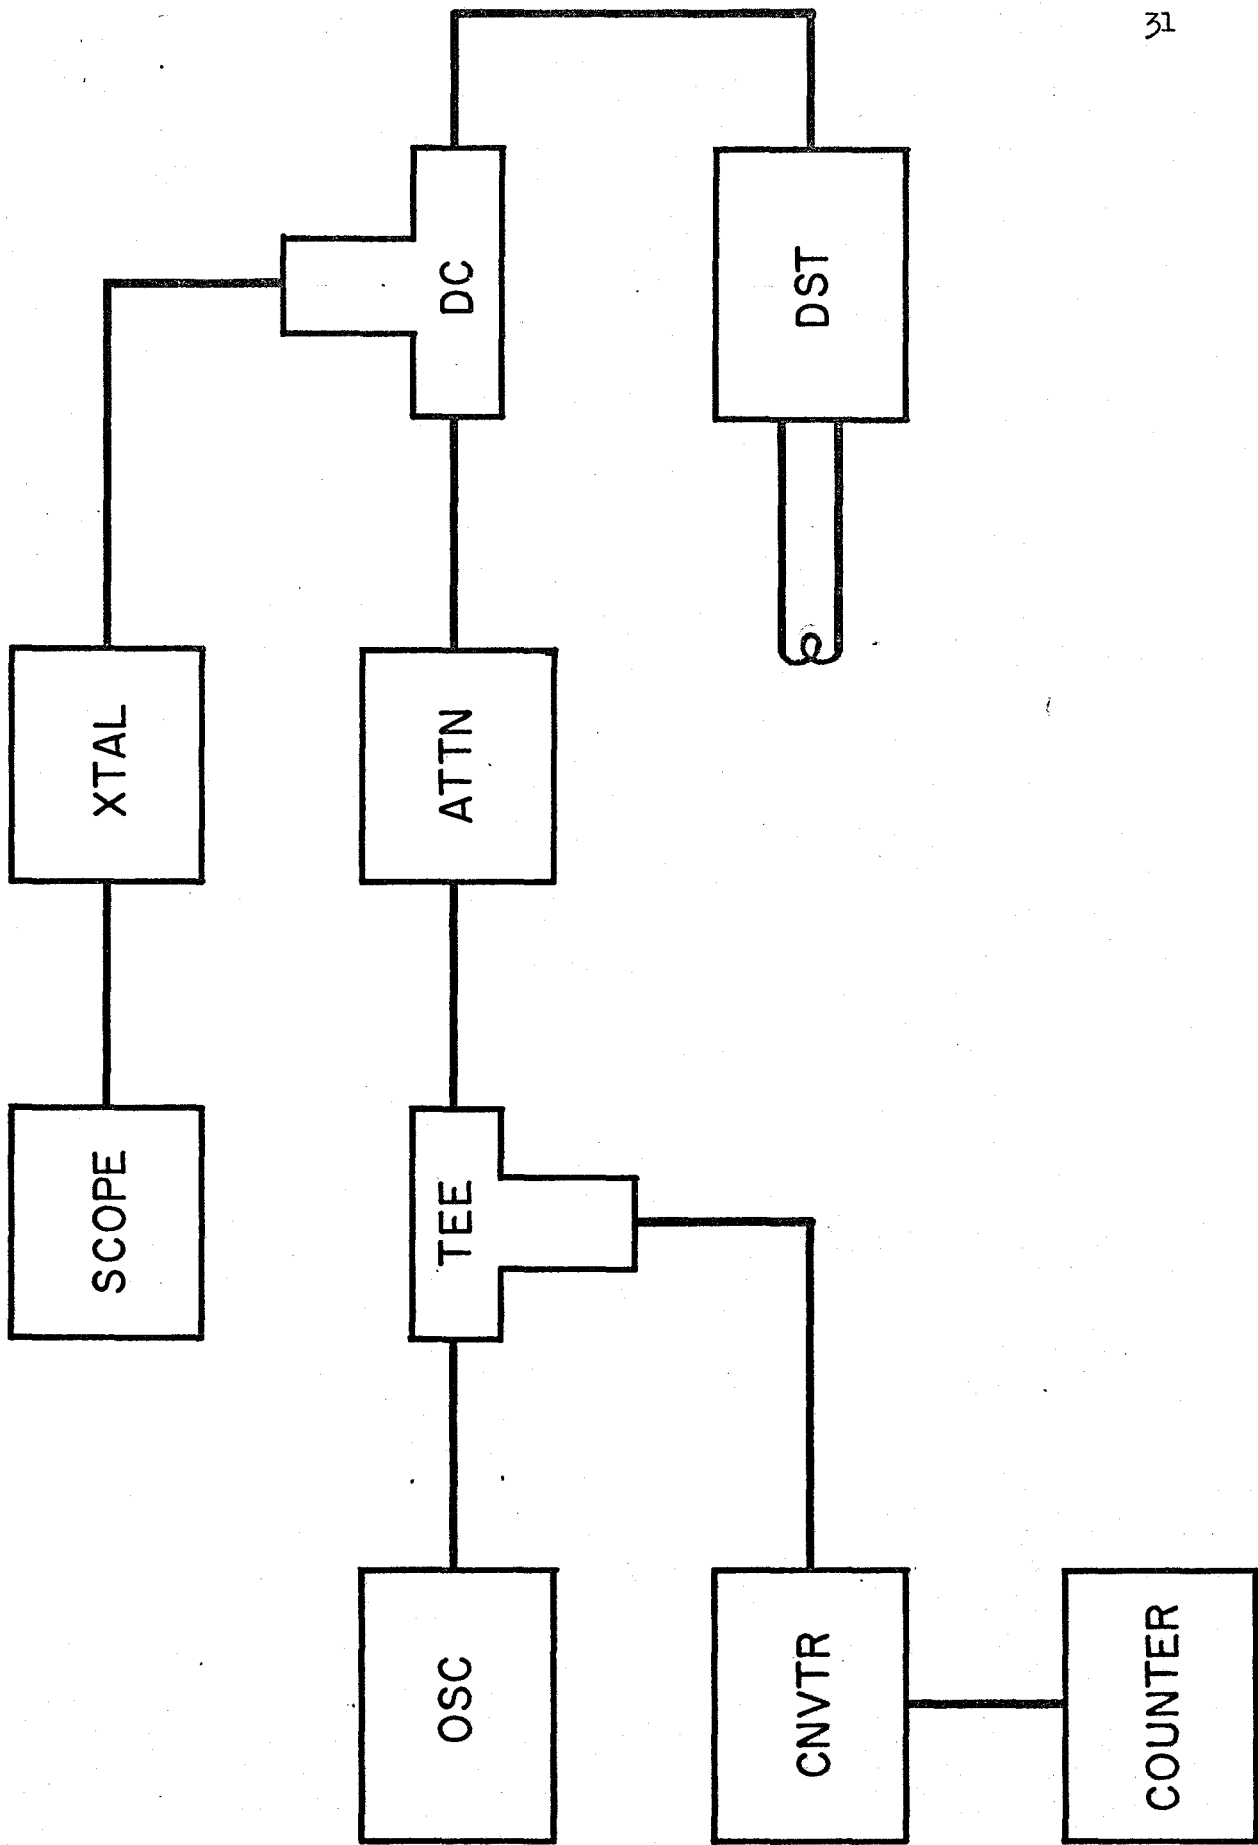 31
SCOPE
XTAL
OSC
TEE
ATTN
DC
CNVTR
DST
COUNTER